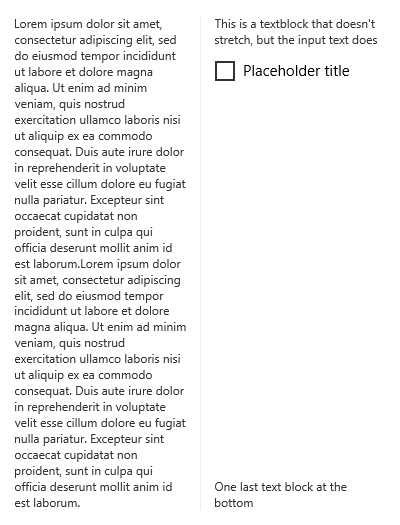 Lorem ipsum dolor sit amet,
consectetur adipiscing elit, sed
do eiusmod tempor incididunt
ut labore et dolore magna
aliqua. Ut enim ad minim
veniam, quis nostrud
exercitation ullamco laboris nisi
ut aliquip ex ea commodo
consequat. Duis aute irure dolor
in reprehenderit in voluptate
velit esse cillum dolore eu fugiat
nulla pariatur. Excepteur sint
occaecat cupidatat non
proident, sunt in culpa qui
officia deserunt mollit anim id
est laborum.Lorem ipsum dolor
sit amet, consectetur adipiscing
elit, sed do eiusmod tempor
incididunt ut labore et dolore
magna aliqua. Ut enim ad minim
veniam, quis nostrud
exercitation ullamco laboris nisi
ut aliquip ex ea commodo
consequat. Duis aute irure dolor
in reprehenderit in voluptate
velit esse cillum dolore eu fugiat
nulla pariatur. Excepteur sint
occaecat cupidatat non
proident, sunt in culpa qui
officia deserunt mollit anim id
est laborum.
This is a textblock that doesn't
stretch, but the input text does
Placeholder title
One last text block at the
bottom